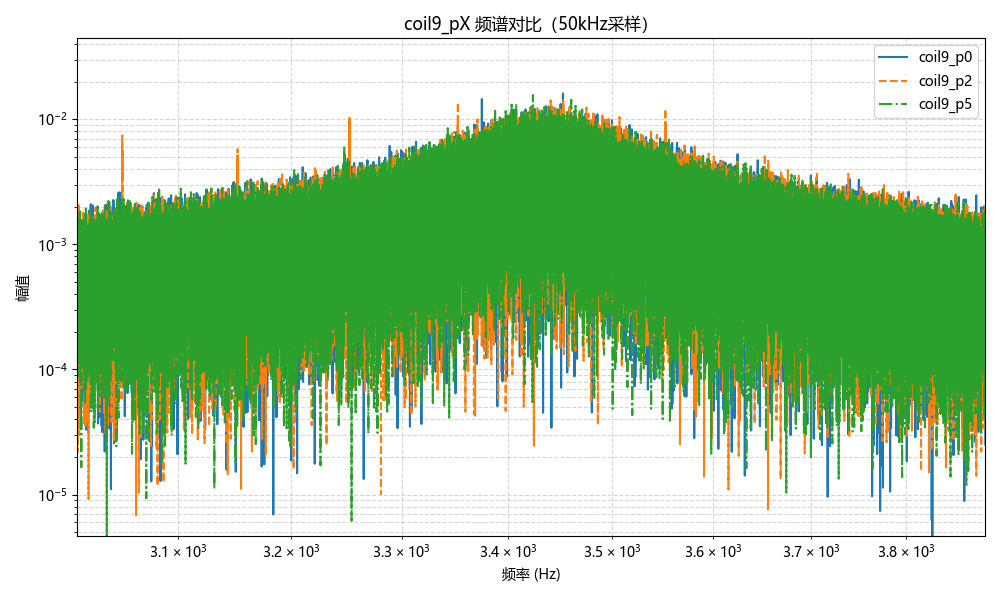 coil9_pX 频谱对比（50kHz采样）
coil9_p0
coil9_p2
coil9_p5
幅值
10⁻²
10⁻³
10⁻⁴
10⁻⁵
3.1 × 10³ 3.2 × 10³ 3.3 × 10³ 3.4 × 10³ 3.5 × 10³ 3.6 × 10³ 3.7 × 10³ 3.8 × 10³
频率 (Hz)